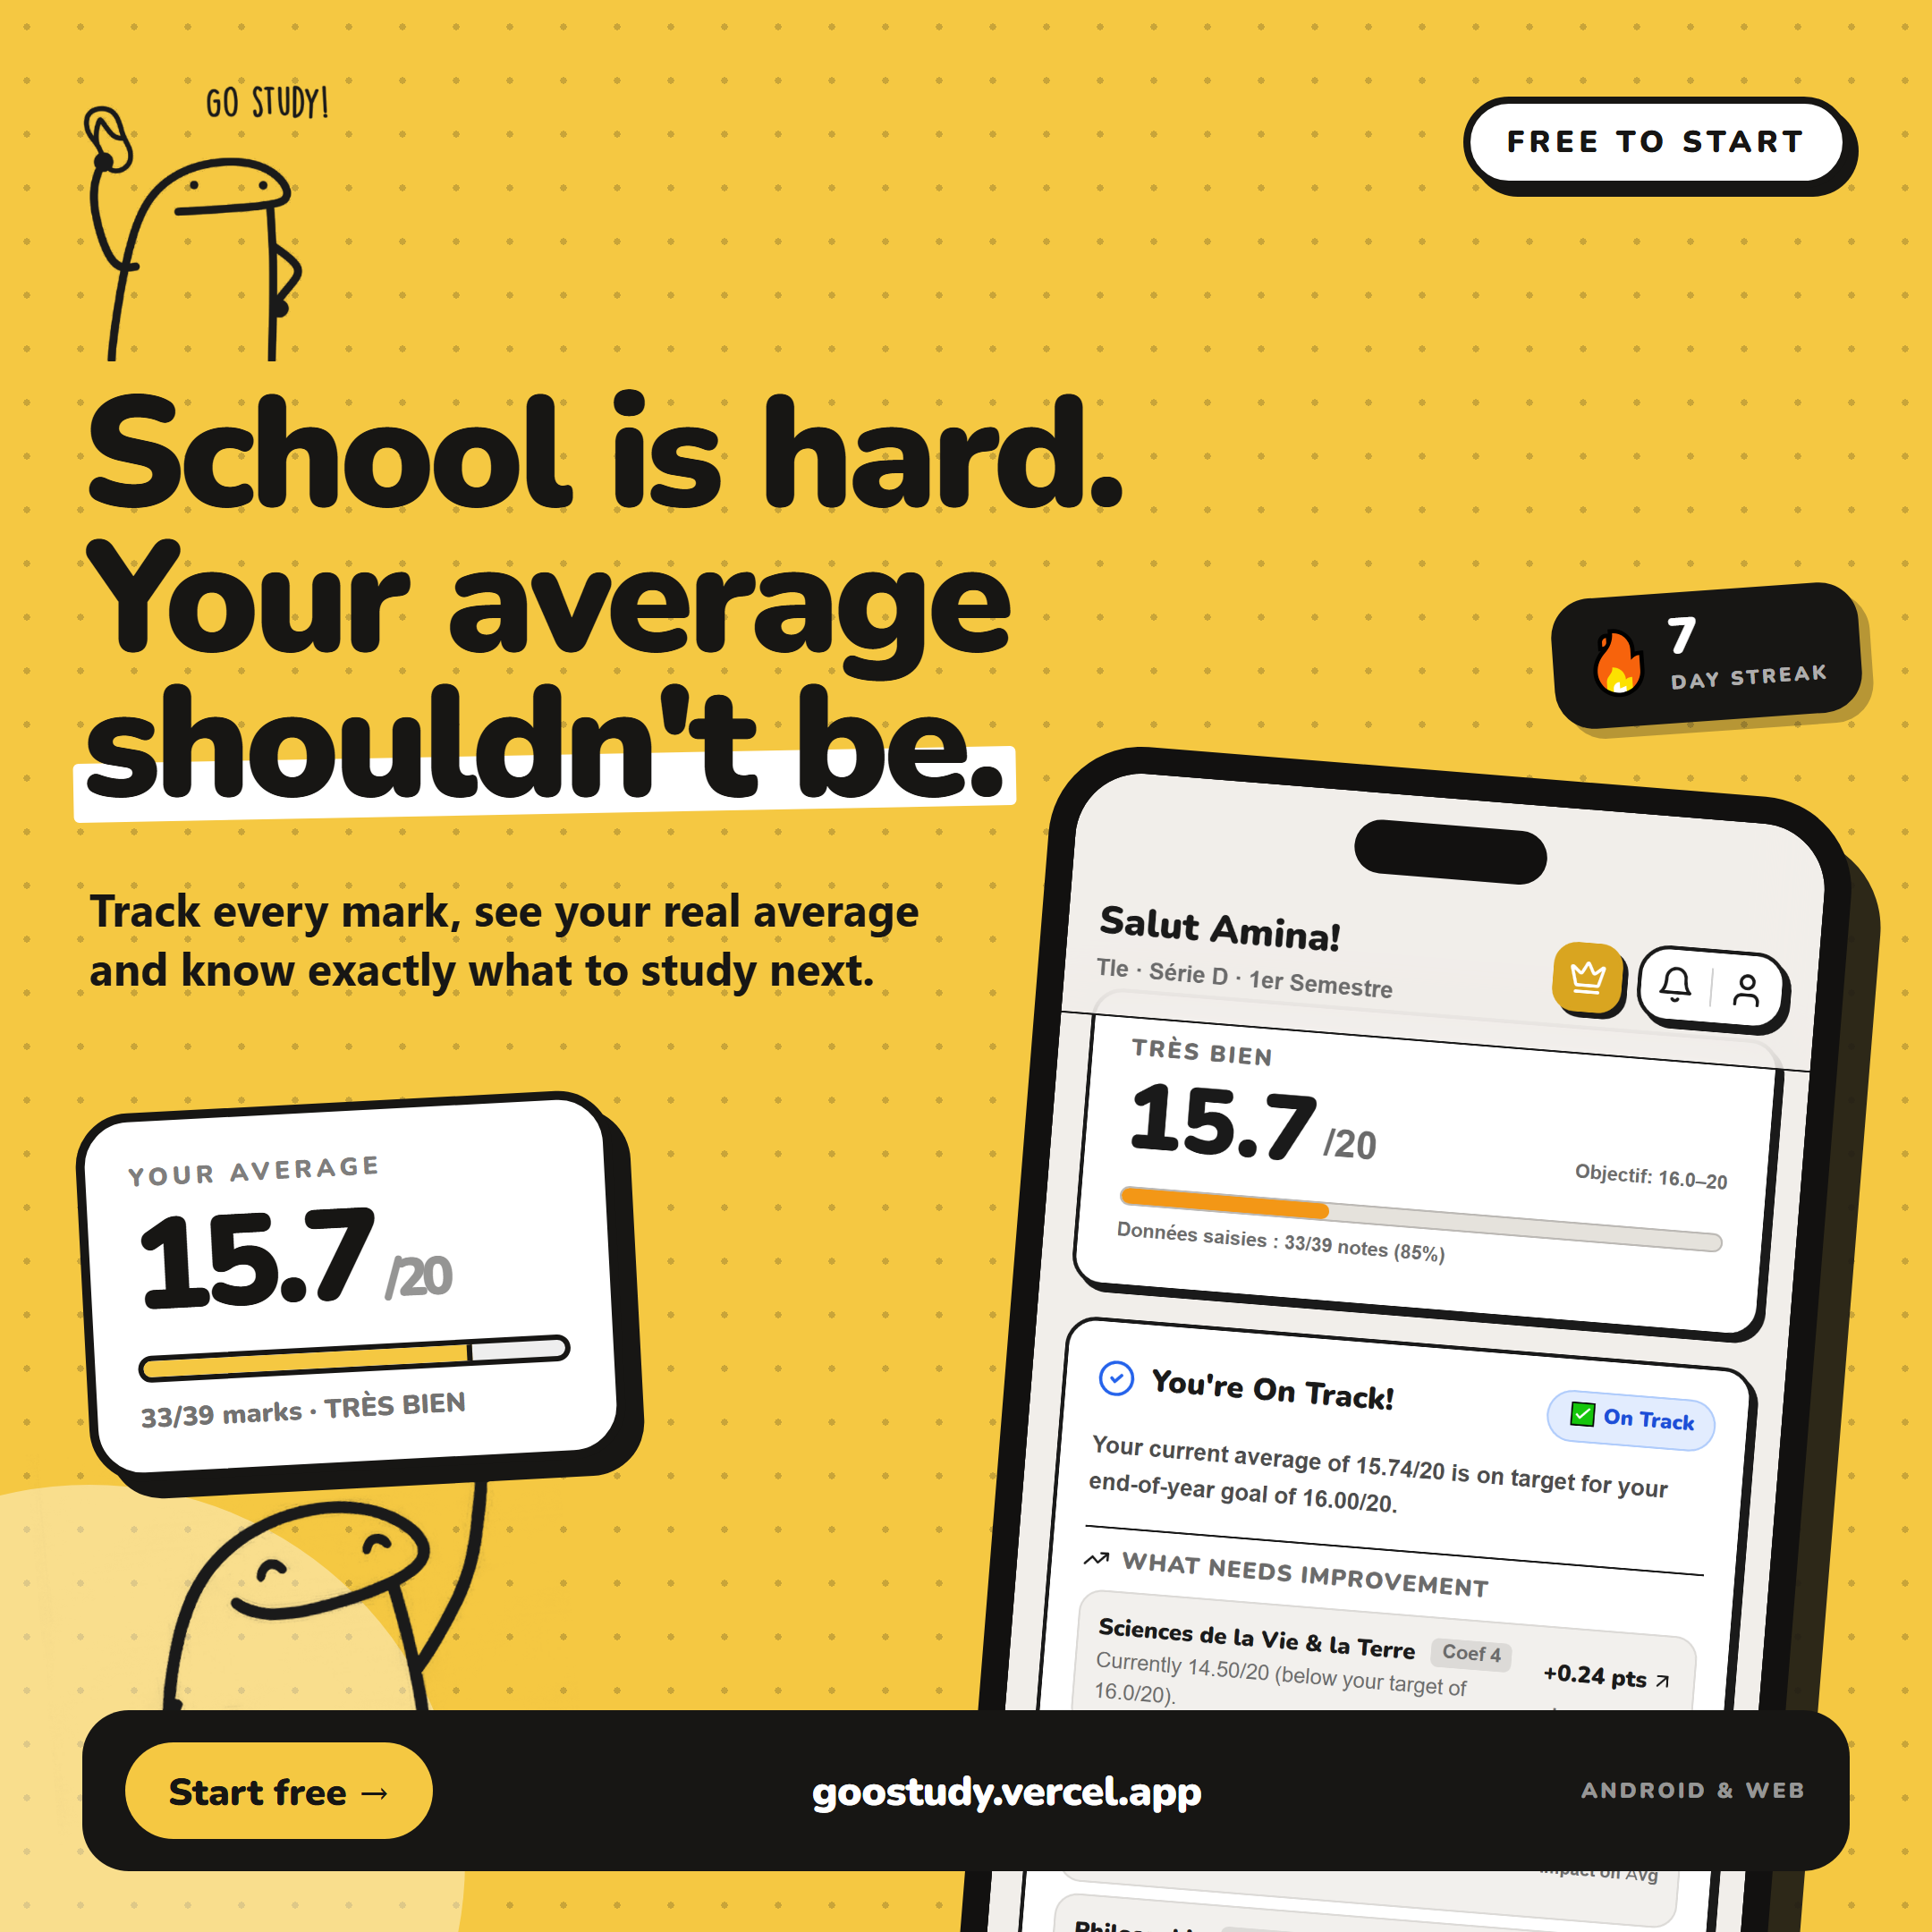 GO STUDY!
FREE TO START
School is hard.
Your average
shouldn't be.
7
DAY STREAK
Track every mark, see your real average
and know exactly what to study next.
YOUR AVERAGE
15.7 /20
33/39 marks · TRÈS BIEN
Salut Amina!
Tle · Série D · 1er Semestre
TRÈS BIEN
15.7 /20
Objectif: 16.0–20
Données saisies : 33/39 notes (85%)
You're On Track!
✅ On Track
Your current average of 15.74/20 is on target for your
end-of-year goal of 16.00/20.
WHAT NEEDS IMPROVEMENT
Sciences de la Vie & la Terre Coef 4
+0.24 pts ↗
Currently 14.50/20 (below your target of
16.0/20).
Start free →
goostudy.vercel.app
ANDROID & WEB
on Avg